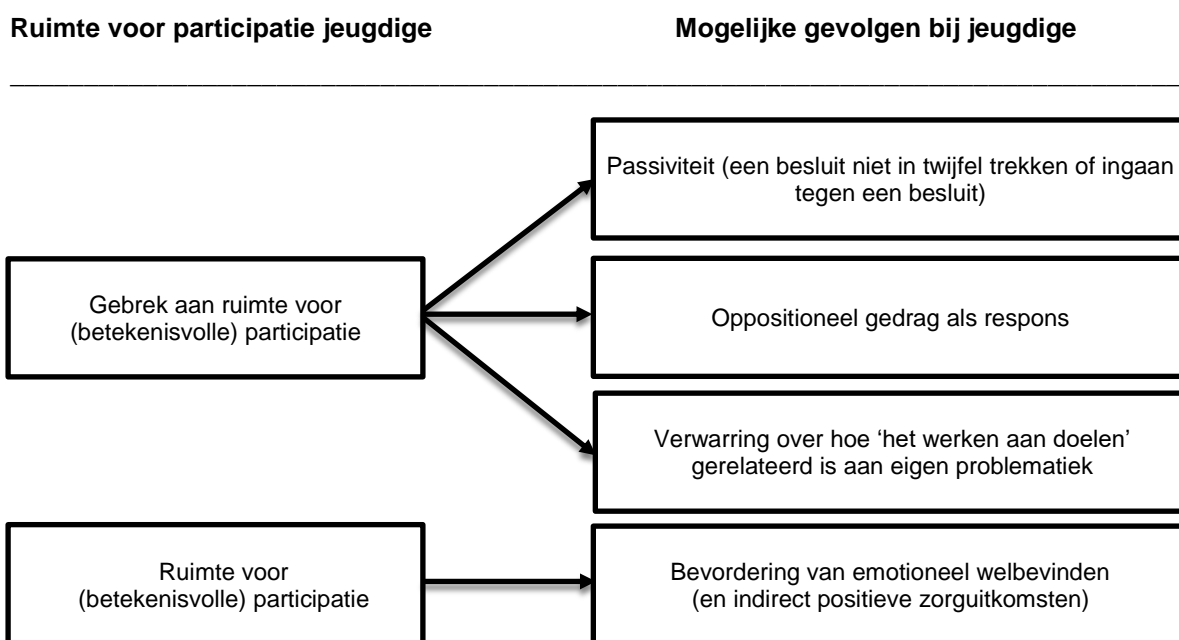 Ruimte voor participatie jeugdige
Mogelijke gevolgen bij jeugdige
Passiviteit (een besluit niet in twijfel trekken of ingaan
tegen een besluit)
Gebrek aan ruimte voor
(betekenisvolle) participatie
Oppositioneel gedrag als respons
Verwarring over hoe ‘het werken aan doelen’
gerelateerd is aan eigen problematiek
Ruimte voor
(betekenisvolle) participatie
Bevordering van emotioneel welbevinden
(en indirect positieve zorguitkomsten)